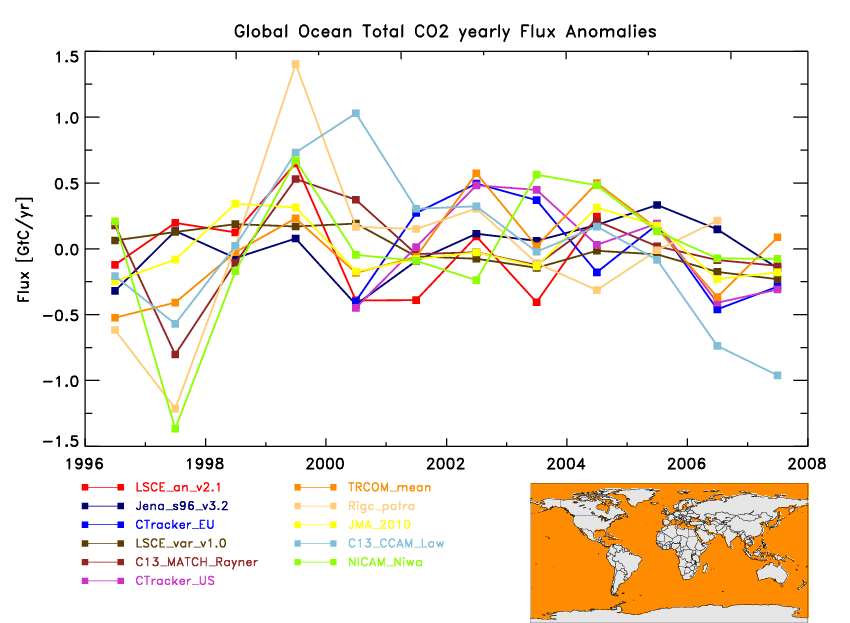 Global Ocean Total CO2 yearly Flux Anomalies
Flux [GtC/yr]
1.5
1.0
0.5
0.0
-0.5
-1.0
-1.5
1996 1998 2000 2002 2004 2006 2008
LSCE_an_v2.1 TRCOM_mean
Jena_s96_v3.2 Rigc_patra
CTracker_EU JMA_2010
LSCE_var_v1.0 C13_CCAM_Law
C13_MATCH_Rayner NICAM_Niwa
CTracker_US